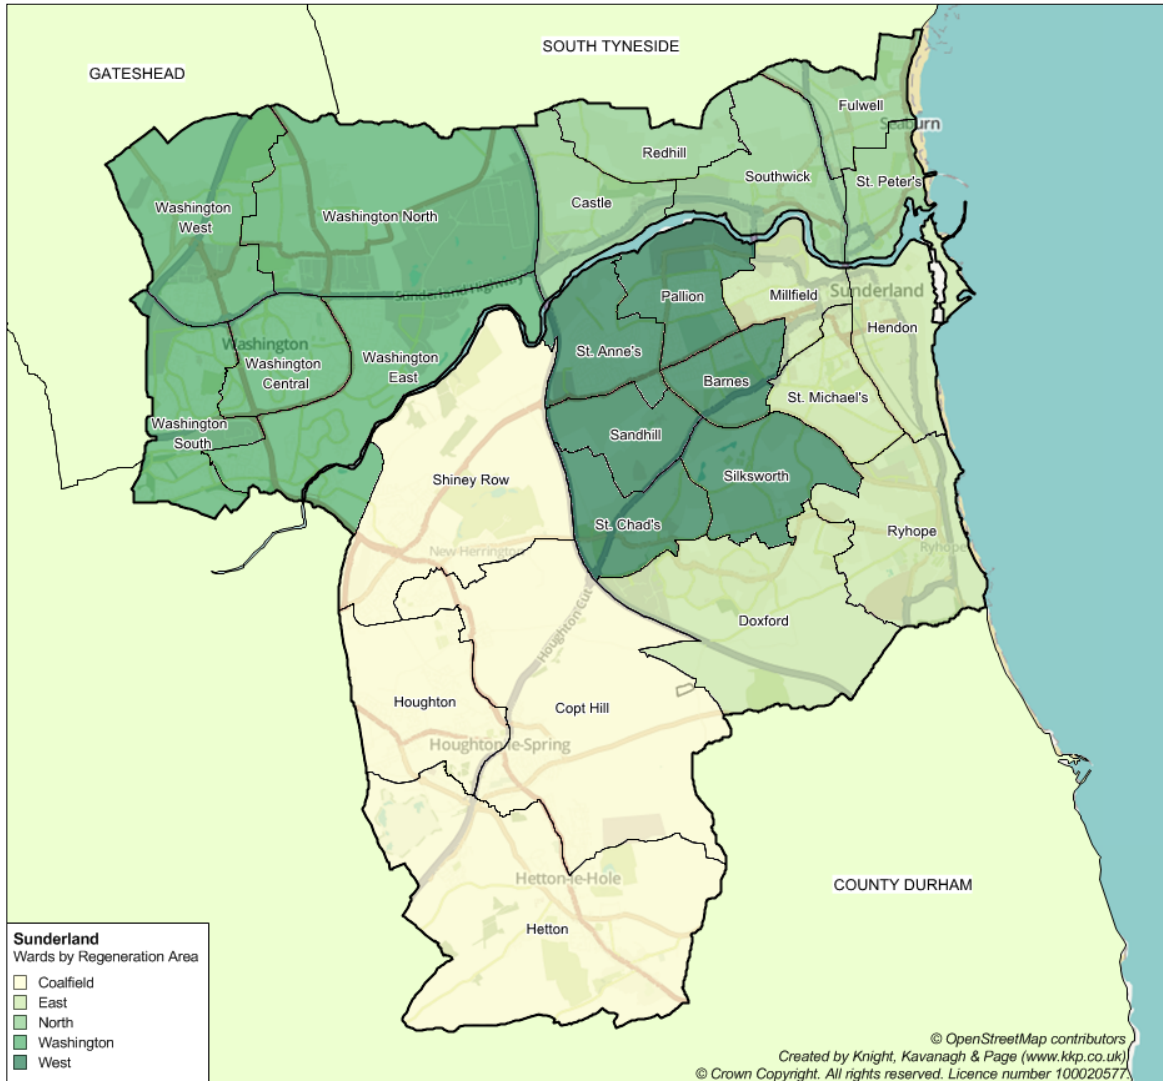 SOUTH TYNESIDE
GATESHEAD
Fulwell
Seaburn
Redhill
Southwick
St. Peter's
Washington
West
Washington North
Castle
Sunderland Highway
Pallion
Millfield
Sunderland
Hendon
Washington
Washington
Central
Washington
East
St. Anne's
Barnes
St. Michael's
Washington
South
Sandhill
Shiney Row
Silksworth
St. Chad's
Ryhope
Ryhope
New Herrington
Houghton Cut
Doxford
Houghton
Copt Hill
Houghton-le-Spring
Hetton-le-Hole
COUNTY DURHAM
Hetton
Sunderland
Wards by Regeneration Area
Coalfield
East
North
Washington
West
© OpenStreetMap contributors
Created by Knight, Kavanagh & Page (www.kkp.co.uk)
© Crown Copyright. All rights reserved. Licence number 100020577.